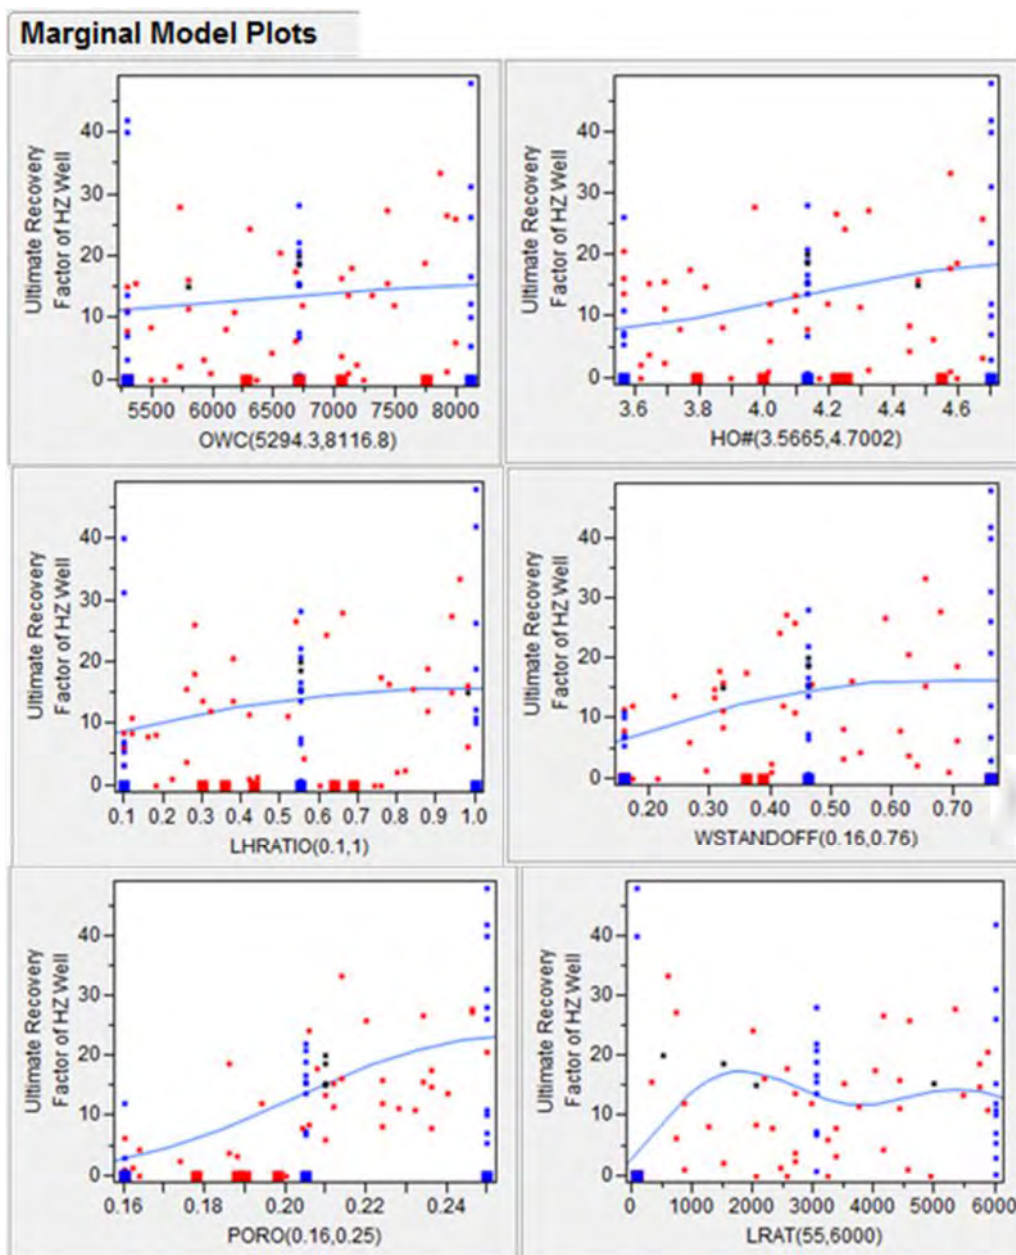 Marginal Model Plots
Ultimate Recovery
Factor of HZ Well
40
30
20
10
0
5500 6000 6500 7000 7500 8000
OWC(5294.3,8116.8)
Ultimate Recovery
Factor of HZ Well
40
30
20
10
0
3.6 3.8 4.0 4.2 4.4 4.6
HO#(3.5665,4.7002)
Ultimate Recovery
Factor of HZ Well
40
30
20
10
0
0.1 0.2 0.3 0.4 0.5 0.6 0.7 0.8 0.9 1.0
LHRATIO(0.1,1)
Ultimate Recovery
Factor of HZ Well
40
30
20
10
0
0.20 0.30 0.40 0.50 0.60 0.70
WSTANDOFF(0.16,0.76)
Ultimate Recovery
Factor of HZ Well
40
30
20
10
0
0.16 0.18 0.20 0.22 0.24
PORO(0.16,0.25)
Ultimate Recovery
Factor of HZ Well
40
30
20
10
0
1000 2000 3000 4000 5000 6000
LRAT(55,6000)